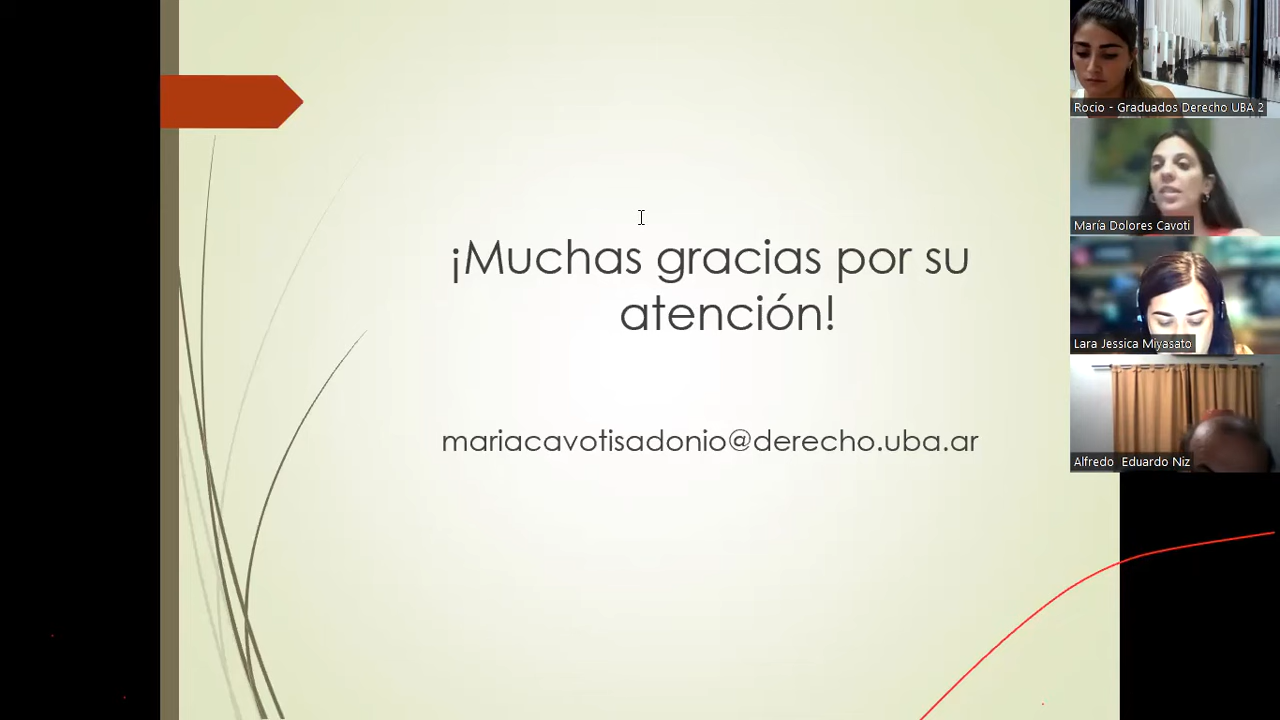 ¡Muchas gracias por su
atención!
mariacavotisadonio@derecho.uba.ar
Rocio - Graduados Derecho UBA 2
María Dolores Cavoti
Lara Jessica Miyasato
Alfredo Eduardo Niz